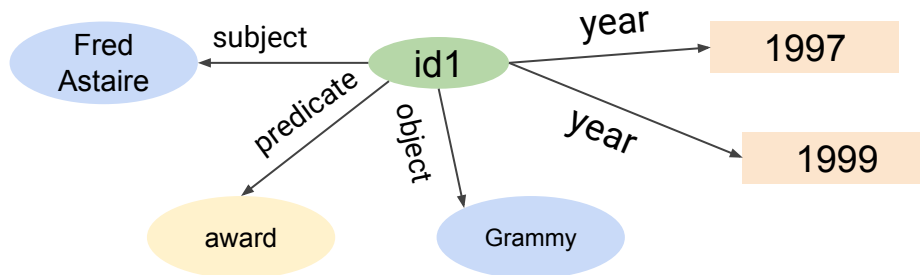 Fred
Astaire
subject
id1
year
1997
predicate
object
year
1999
award
Grammy